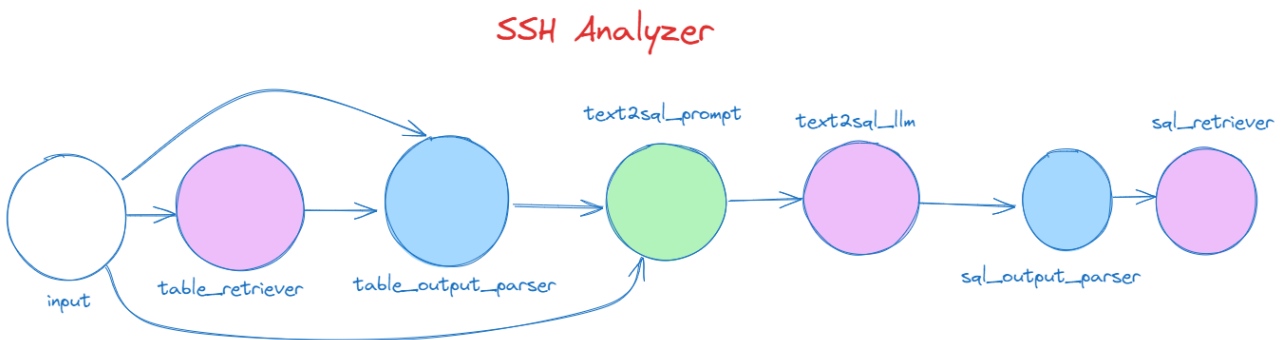 SSH Analyzer
text2sql_prompt
text2sql_llm
sql_retriever
input
table_retriever
table_output_parser
sql_output_parser